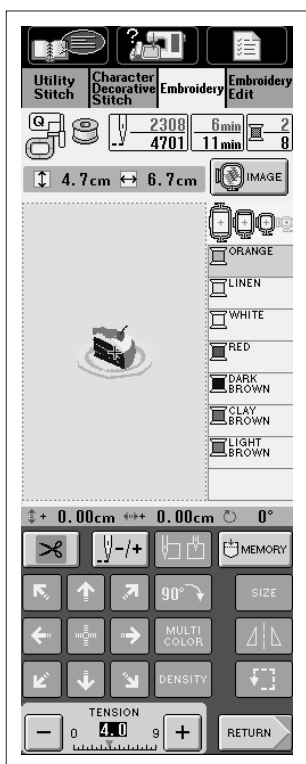 Utility Stitch
Character Decorative Stitch
Embroidery
Embroidery Edit
Q
2308
4701
6min
11min
2
8
4.7cm
6.7cm
IMAGE
ORANGE
LINEN
WHITE
RED
DARK BROWN
CLAY BROWN
LIGHT BROWN
+ 0.00cm
+ 0.00cm
0°
-/+
MEMORY
90°
SIZE
MULTI COLOR
DENSITY
TENSION
− 0 4.0 9 +
RETURN